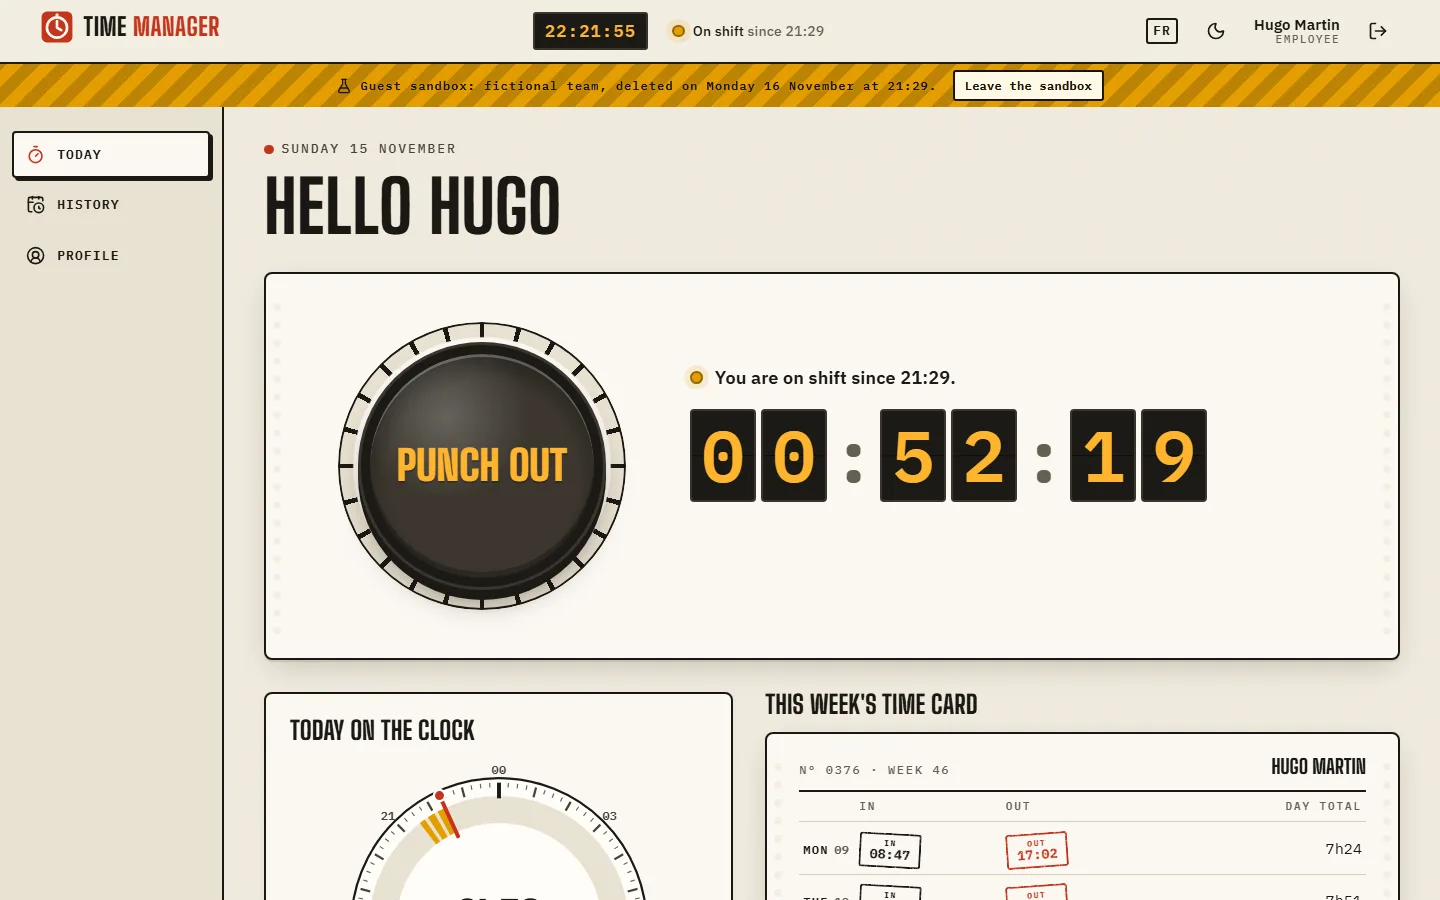 TIME MANAGER
22:21:55
On shift since 21:29
FR
Hugo Martin
EMPLOYEE
Guest sandbox: fictional team, deleted on Monday 16 November at 21:29.
Leave the sandbox
TODAY
HISTORY
PROFILE
SUNDAY 15 NOVEMBER
HELLO HUGO
PUNCH OUT
You are on shift since 21:29.
00:52:19
TODAY ON THE CLOCK
00
21
03
THIS WEEK'S TIME CARD
N° 0376 · WEEK 46
HUGO MARTIN
IN OUT DAY TOTAL
MON 09 IN 08:47 OUT 17:02 7h24
IN OUT